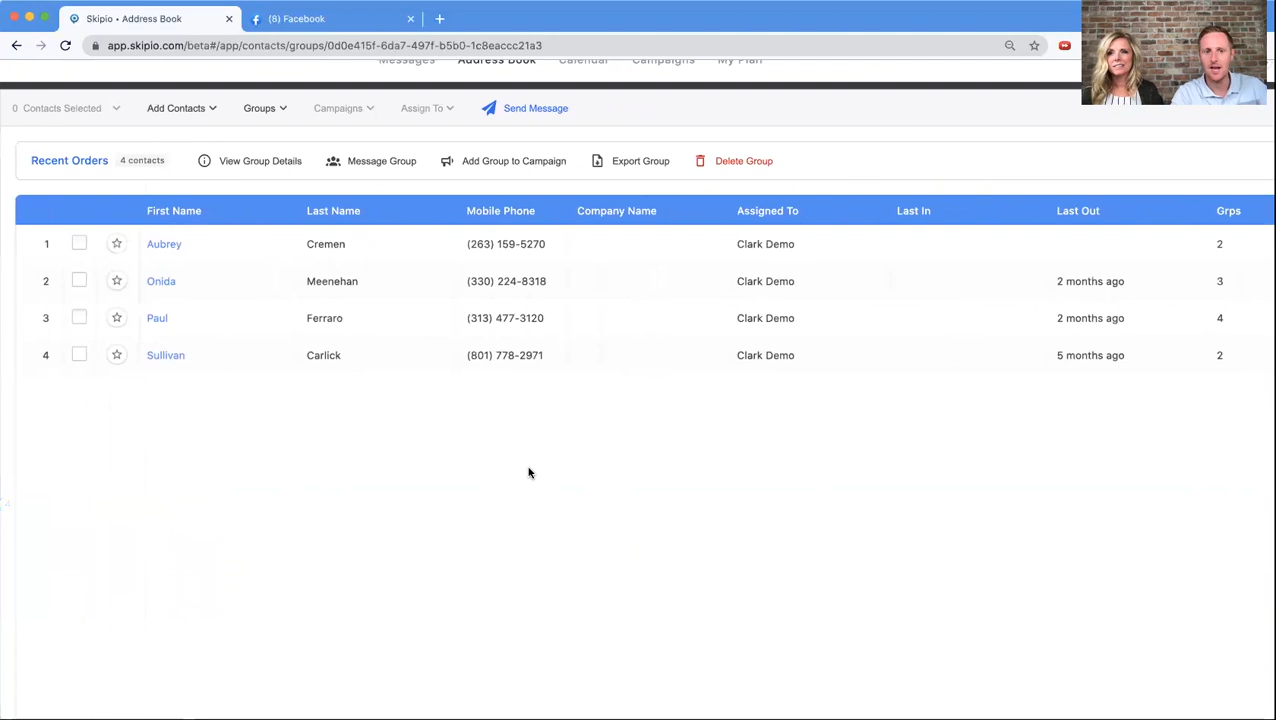 Skipio • Address Book
(8) Facebook
app.skipio.com/beta#/app/contacts/groups/0d0e415f-6da7-497f-b5b0-1c8eaccc21a3
Messages Address Book Calendar Campaigns My Plan
0 Contacts Selected Add Contacts Groups Campaigns Assign To Send Message
Recent Orders 4 contacts View Group Details Message Group Add Group to Campaign Export Group Delete Group
First Name Last Name Mobile Phone Company Name Assigned To Last In Last Out Grps
1 Aubrey Cremen (263) 159-5270 Clark Demo 2
2 Onida Meenehan (330) 224-8318 Clark Demo 2 months ago 3
3 Paul Ferraro (313) 477-3120 Clark Demo 2 months ago 4
4 Sullivan Carlick (801) 778-2971 Clark Demo 5 months ago 2